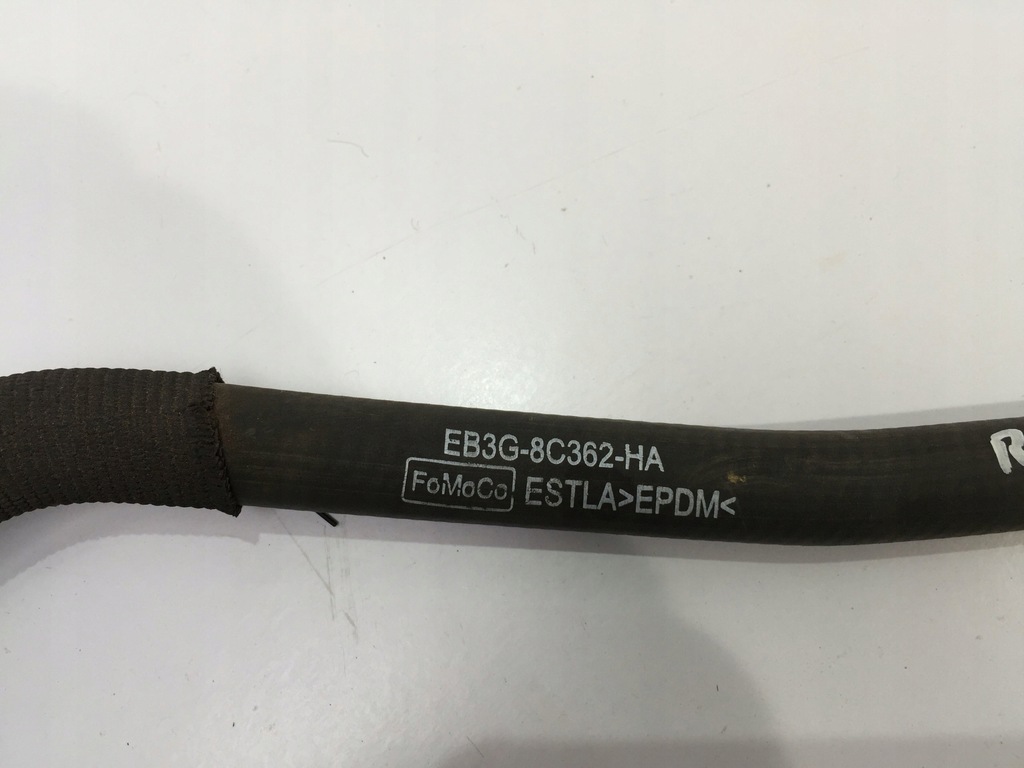 EB3G-8C362-HA
FoMoCo ESTLA>EPDM<
R